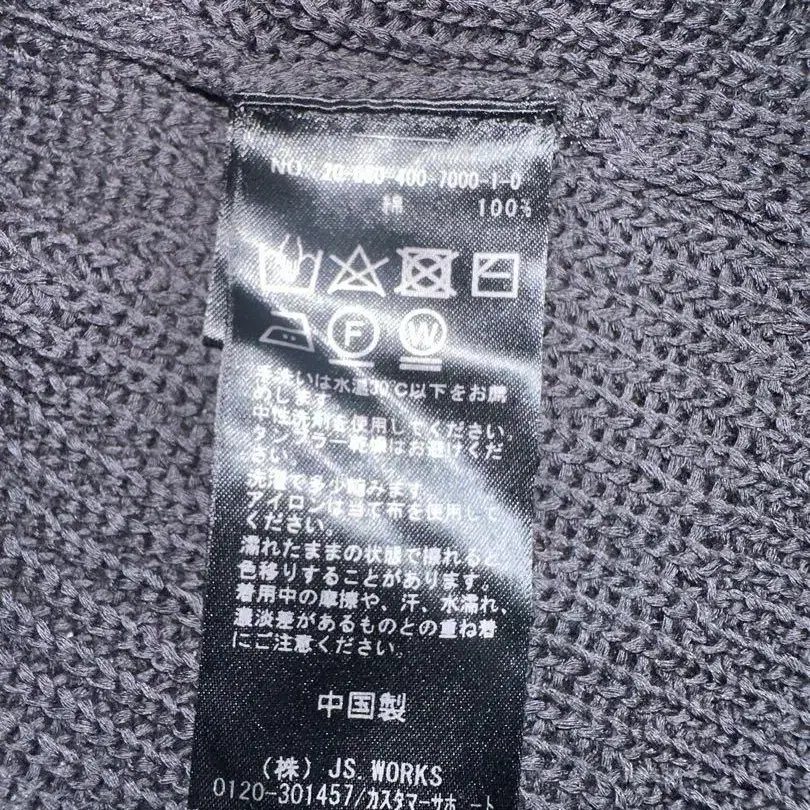 NO. 20-080-400-7000-1-0
綿 100%
F W
手洗いは水温30℃以下をお薦
めします。
中性洗剤を使用してください。
タンブラー乾燥はお避けくだ
さい。
洗濯で多少縮みます。
アイロンは当て布を使用して
ください。
濡れたままの状態で擦れると
色移りすることがあります。
着用中の摩擦や、汗、水濡れ、
濃淡差があるものとの重ね着
にご注意ください。
中国製
(株) JS.WORKS
0120-301457/カスタマーサポート